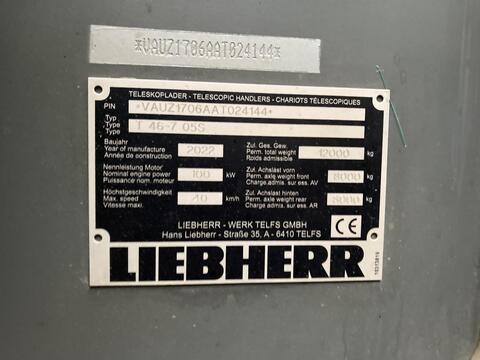 *VAUZ1706AAT024144*
TELESKOPLADER - TELESCOPIC HANDLERS - CHARIOTS TÉLESCOPIQUES
PIN *VAUZ1706AAT024144*
Typ
Type T 46-7 05S
Type
Baujahr
Year of manufacture 2022
Année de construction
Zul. Ges. Gew.
Perm. total weight 12000 kg
Poids admissible
Nennleistung Motor
Nominal engine power 100 kW
Puissance nom. moteur
Zul. Achslast vorn
Perm. axle weight front 8000 kg
Charge admis. sur ess. AV
Höchstgeschwindigkeit
Max. speed 40 km/h
Vitesse maxi.
Zul. Achslast hinten
Perm. axle weight rear 8000 kg
Charge adm. sur ess. AR
LIEBHERR - WERK TELFS GMBH
Hans Liebherr - Straße 35, A - 6410 TELFS
CE
LIEBHERR